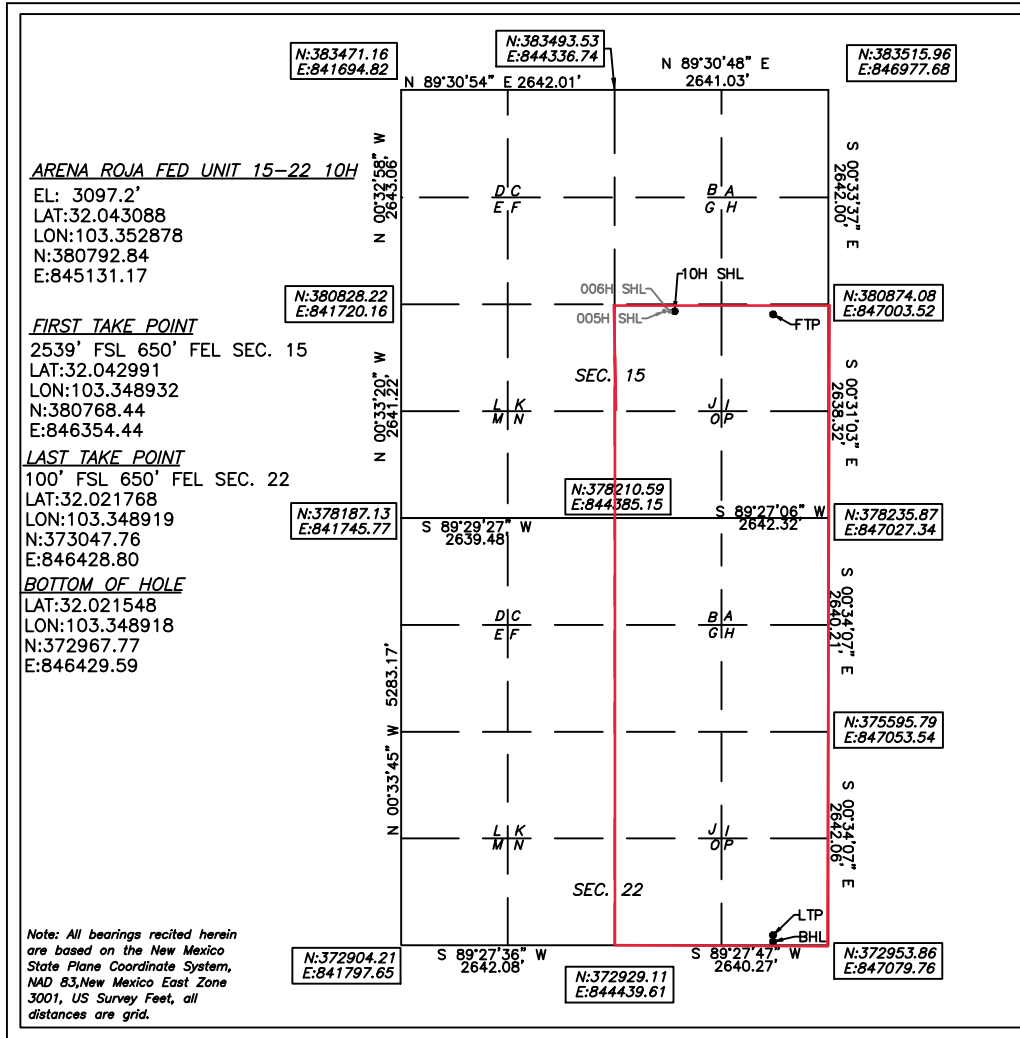 N:383471.16
E:841694.82
N:383493.53
E:844336.74
N:383515.96
E:846977.68
N 89°30'54" E 2642.01'
N 89°30'48" E
2641.03'
ARENA ROJA FED UNIT 15-22 10H
EL: 3097.2'
LAT:32.043088
LON:103.352878
N:380792.84
E:845131.17
FIRST TAKE POINT
2539' FSL 650' FEL SEC. 15
LAT:32.042991
LON:103.348932
N:380768.44
E:846354.44
LAST TAKE POINT
100' FSL 650' FEL SEC. 22
LAT:32.021768
LON:103.348919
N:373047.76
E:846428.80
BOTTOM OF HOLE
LAT:32.021548
LON:103.348918
N:372967.77
E:846429.59
N 00°32'58" W
2643.06'
D C
E F
B A
G H
S 00°33'37" E
2642.00'
N:380828.22
E:841720.16
006H SHL
10H SHL
005H SHL
FTP
N:380874.08
E:847003.52
N 00°33'20" W
2641.22'
SEC. 15
L K
M N
J I
O P
S 00°31'03" E
2638.32'
N:378187.13
E:841745.77
N:378210.59
E:844385.15
S 89°29'27" W
2639.48'
S 89°27'06" W
2642.32'
N:378235.87
E:847027.34
D C
E F
B A
G H
S 00°34'07" E
2640.21'
N 00°33'45" W 5283.17'
N:375595.79
E:847053.54
L K
M N
J I
O P
S 00°34'07" E
2642.06'
SEC. 22
LTP
BHL
N:372904.21
E:841797.65
S 89°27'36" W
2642.08'
N:372929.11
E:844439.61
S 89°27'47" W
2640.27'
N:372953.86
E:847079.76
Note: All bearings recited herein
are based on the New Mexico
State Plane Coordinate System,
NAD 83,New Mexico East Zone
3001, US Survey Feet, all
distances are grid.